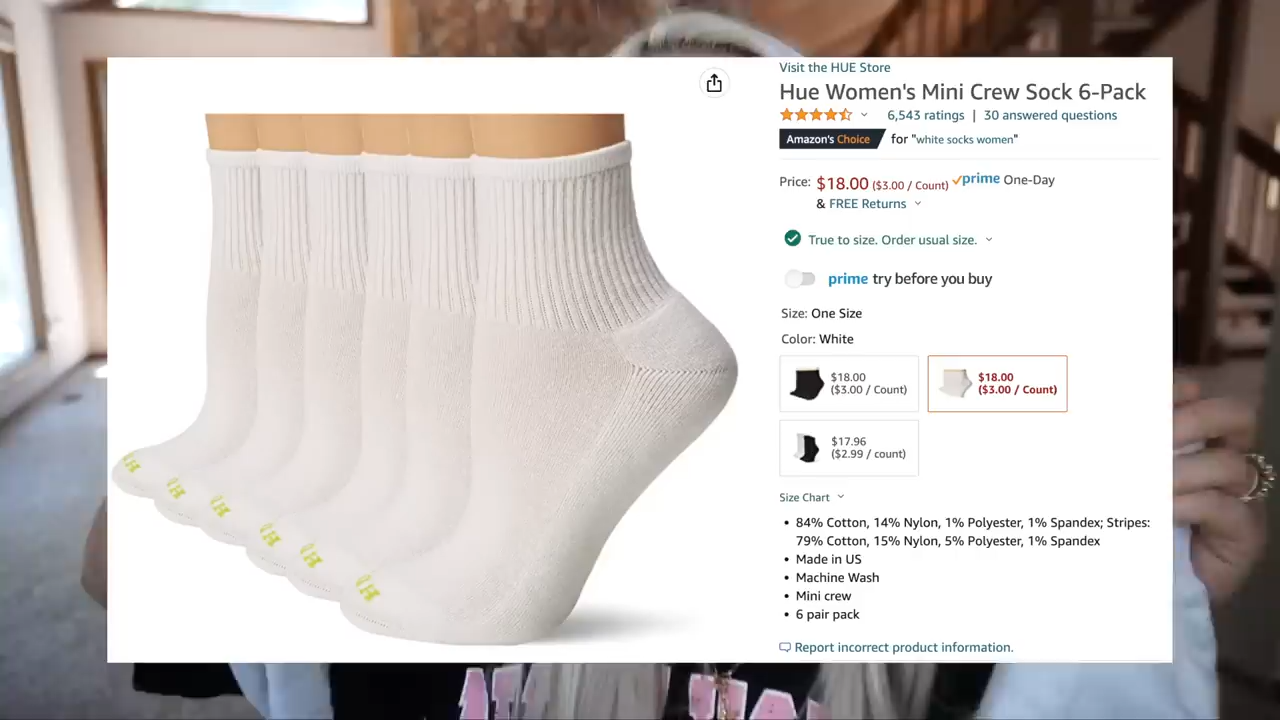 Visit the HUE Store
Hue Women's Mini Crew Sock 6-Pack
6,543 ratings | 30 answered questions
Amazon's Choice for "white socks women"
Price: $18.00 ($3.00 / Count) prime One-Day
& FREE Returns
True to size. Order usual size.
prime try before you buy
Size: One Size
Color: White
$18.00
($3.00 / Count)
$18.00
($3.00 / Count)
$17.96
($2.99 / count)
Size Chart
• 84% Cotton, 14% Nylon, 1% Polyester, 1% Spandex; Stripes:
79% Cotton, 15% Nylon, 5% Polyester, 1% Spandex
• Made in US
• Machine Wash
• Mini crew
• 6 pair pack
Report incorrect product information.